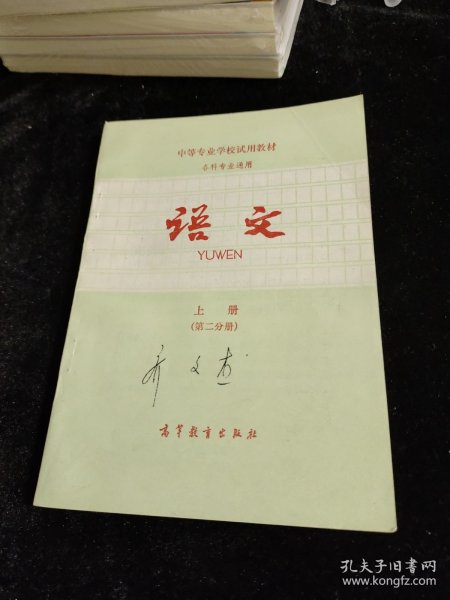 中等专业学校试用教材
各科专业通用
语文
YUWEN
上册
(第二分册)
高等教育出版社
孔夫子旧书网
www.kongfz.com